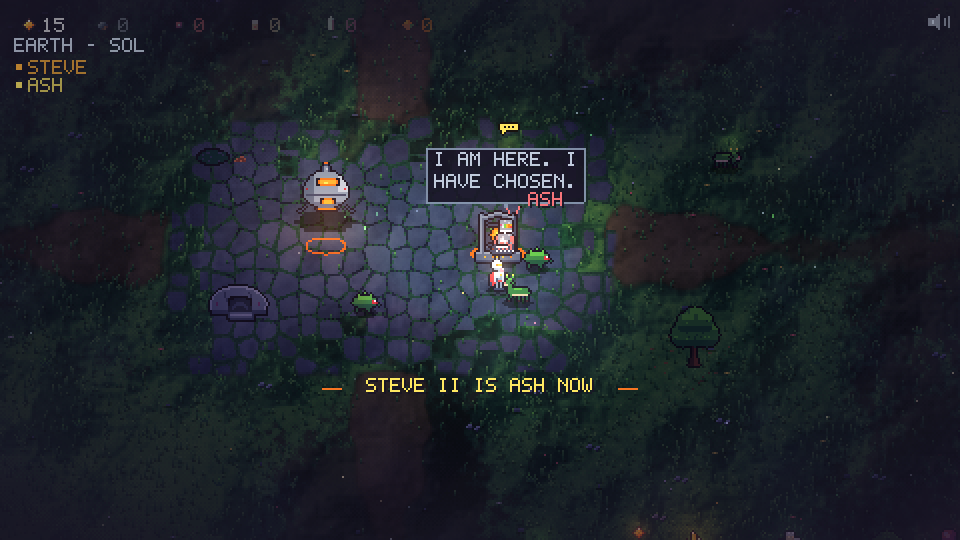 15 0 0 0 0 0
EARTH - SOL
STEVE
ASH
I AM HERE. I
HAVE CHOSEN.
ASH
STEVE II IS ASH NOW